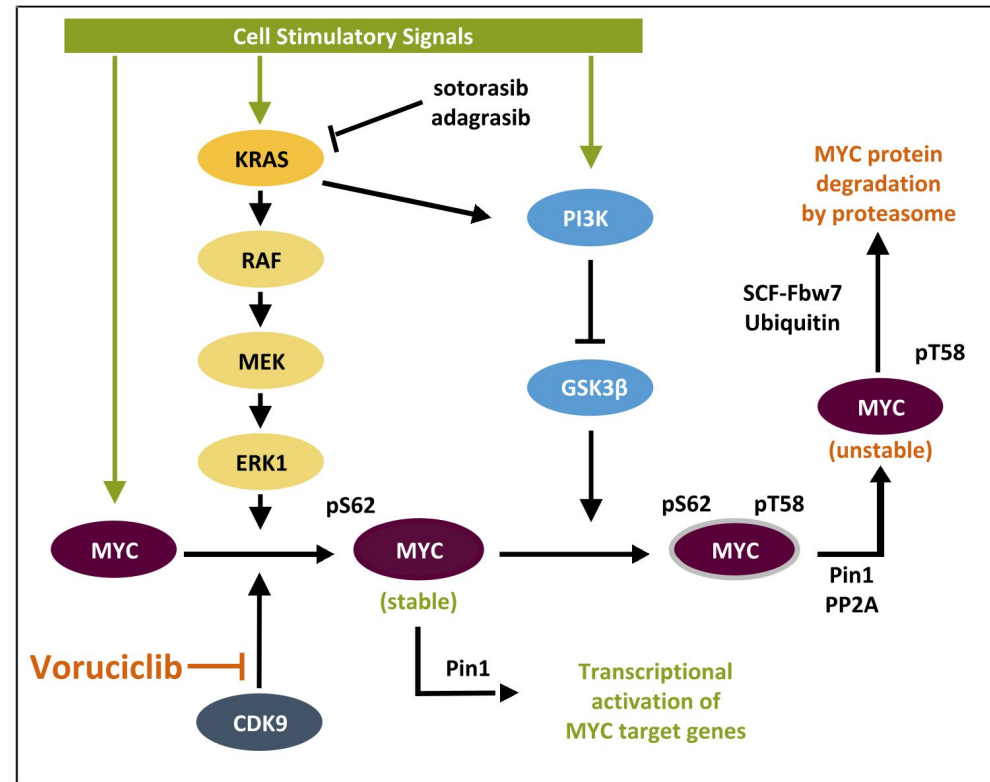 Cell Stimulatory Signals
sotorasib
adagrasib
KRAS
MYC protein
degradation
by proteasome
PI3K
RAF
SCF-Fbw7
Ubiquitin
MEK
pT58
GSK3β
MYC
(unstable)
ERK1
pS62
pS62
pT58
MYC
MYC
MYC
(stable)
Pin1
PP2A
Voruciclib
Pin1
Transcriptional
activation of
MYC target genes
CDK9